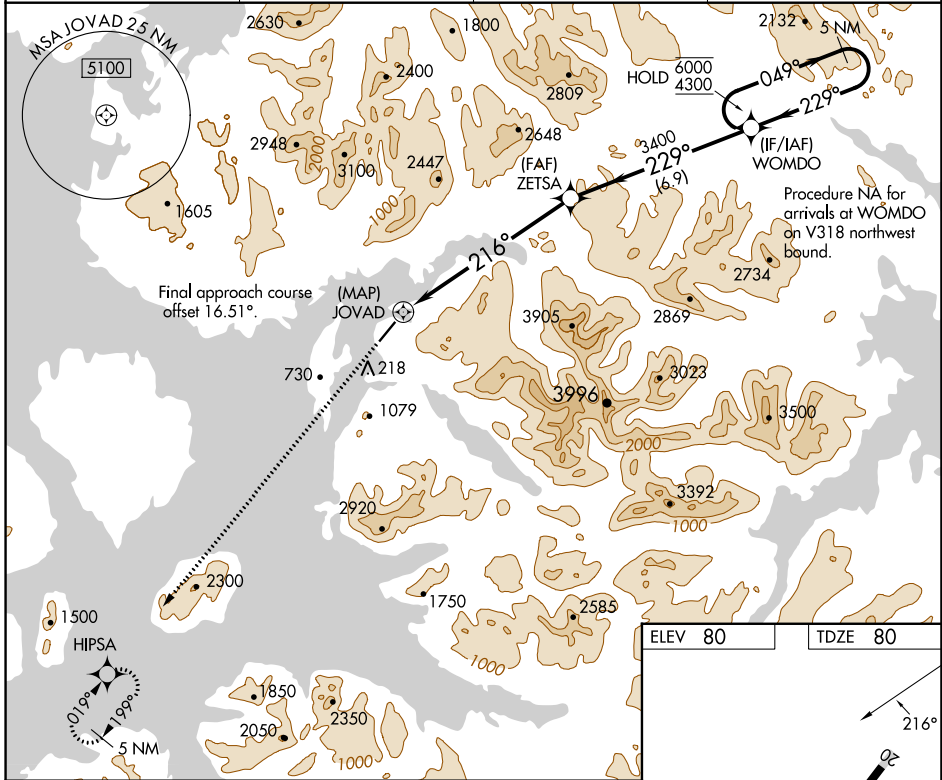 MSA JOVAD 25 NM
5100
2630
1800
2132
5 NM
2400
2809
HOLD
6000
4300
049°
229°
2948
2000
3100
2648
2447
1000
(FAF)
ZETSA
3400
229°
(6.9)
(IF/IAF)
WOMDO
1605
Procedure NA for
arrivals at WOMDO
on V318 northwest
bound.
216°
2734
Final approach course
offset 16.51°.
(MAP)
JOVAD
2869
3905
730
218
3023
1079
3996
3500
2000
2920
3392
1000
2300
1750
2585
1500
HIPSA
1000
ELEV 80
TDZE 80
019°
199°
5 NM
1850
2350
2050
1000
216°
20